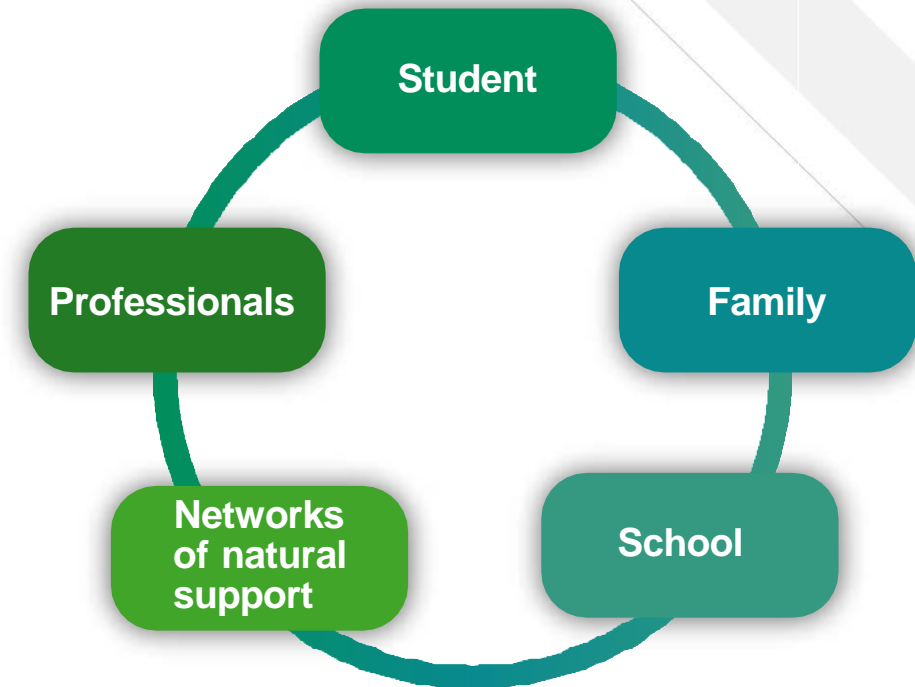 Student
Professionals
Family
Networks
of natural
support
School